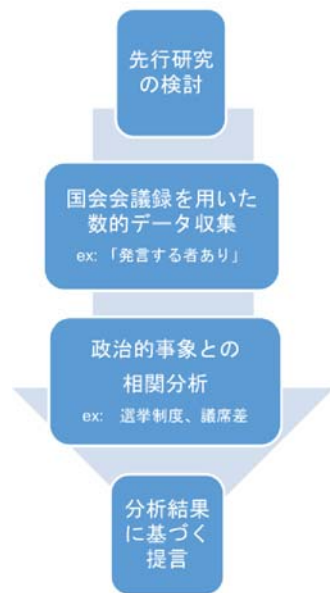 先行研究
の検討
国会会議録を用いた
数的データ収集
ex: 「発言する者あり」
政治的事象との
相関分析
ex:　選挙制度、議席差
分析結果
に基づく
提言